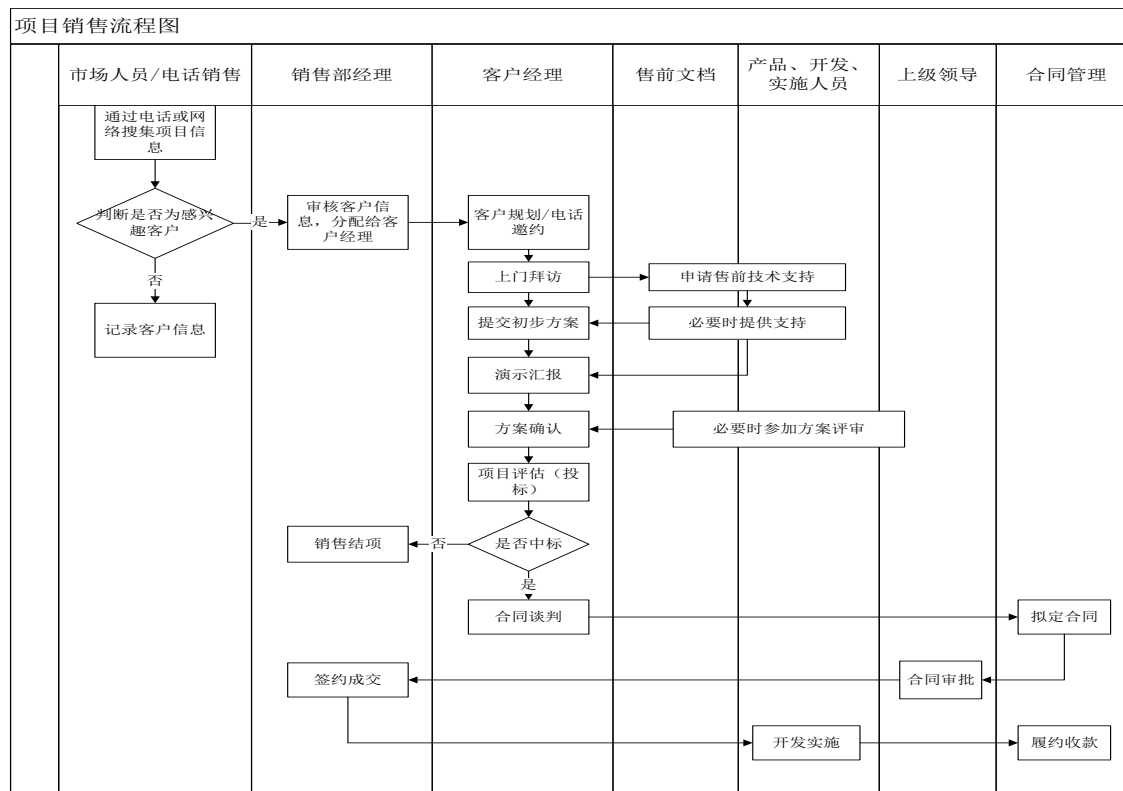 项目销售流程图
市场人员/电话销售
销售部经理
客户经理
售前文档
产品、开发、
实施人员
上级领导
合同管理
通过电话或网
络搜集项目信
息
判断是否为感兴
趣客户
是
审核客户信
息，分配给客
户经理
客户规划/电话
邀约
否
上门拜访
申请售前技术支持
记录客户信息
提交初步方案
必要时提供支持
演示汇报
方案确认
必要时参加方案评审
项目评估（投
标）
销售结项
否
是否中标
是
合同谈判
拟定合同
签约成交
合同审批
开发实施
履约收款